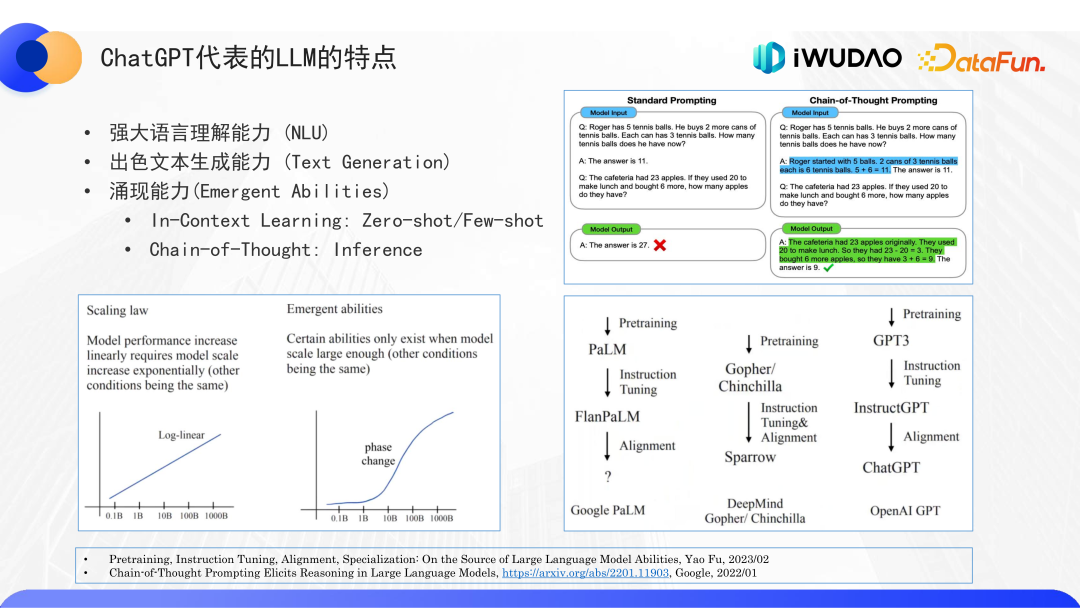 ChatGPT代表的LLM的特点
iWUDAO
DataFun.
• 强大语言理解能力 (NLU)
• 出色文本生成能力 (Text Generation)
• 涌现能力(Emergent Abilities)
• In-Context Learning: Zero-shot/Few-shot
• Chain-of-Thought: Inference
Standard Prompting
Model Input
Q: Roger has 5 tennis balls. He buys 2 more cans of
tennis balls. Each can has 3 tennis balls. How many
tennis balls does he have now?
A: The answer is 11.
Q: The cafeteria had 23 apples. If they used 20 to
make lunch and bought 6 more, how many apples
do they have?
Model Output
A: The answer is 27.
Chain-of-Thought Prompting
Model Input
Q: Roger has 5 tennis balls. He buys 2 more cans of
tennis balls. Each can has 3 tennis balls. How many
tennis balls does he have now?
A: Roger started with 5 balls. 2 cans of 3 tennis balls
each is 6 tennis balls. 5 + 6 = 11. The answer is 11.
Q: The cafeteria had 23 apples. If they used 20 to
make lunch and bought 6 more, how many apples
do they have?
Model Output
A: The cafeteria had 23 apples originally. They used
20 to make lunch. So they had 23 - 20 = 3. They
bought 6 more apples, so they have 3 + 6 = 9. The
answer is 9.
Scaling law
Model performance increase
linearly requires model scale
increase exponentially (other
conditions being the same)
Log-linear
0.1B 1B 10B 100B 1000B
Emergent abilities
Certain abilities only exist when model
scale large enough (other conditions
being the same)
phase
change
0.1B 1B 10B 100B 1000B
Pretraining
PaLM
Instruction
Tuning
FlanPaLM
Alignment
?
Google PaLM
Pretraining
Gopher/
Chinchilla
Instruction
Tuning&
Alignment
Sparrow
DeepMind
Gopher/ Chinchilla
Pretraining
GPT3
Instruction
Tuning
InstructGPT
Alignment
ChatGPT
OpenAI GPT
• Pretraining, Instruction Tuning, Alignment, Specialization: On the Source of Large Language Model Abilities, Yao Fu, 2023/02
• Chain-of-Thought Prompting Elicits Reasoning in Large Language Models, https://arxiv.org/abs/2201.11903, Google, 2022/01